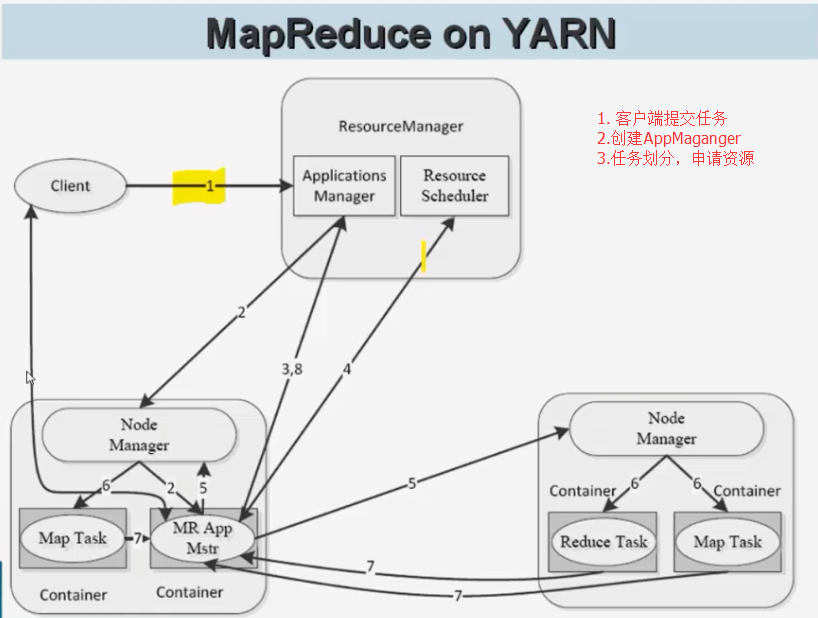 MapReduce on YARN
1. 客户端提交任务
2.创建AppMaganger
3.任务划分，申请资源
ResourceManager
Client
1
Applications
Manager
Resource
Scheduler
2
3,8
4
Node
Manager
6
2
5
Map Task
7
MR App
Mstr
Container
Container
5
Node
Manager
Container
6
6
Container
Reduce Task
Map Task
7
7